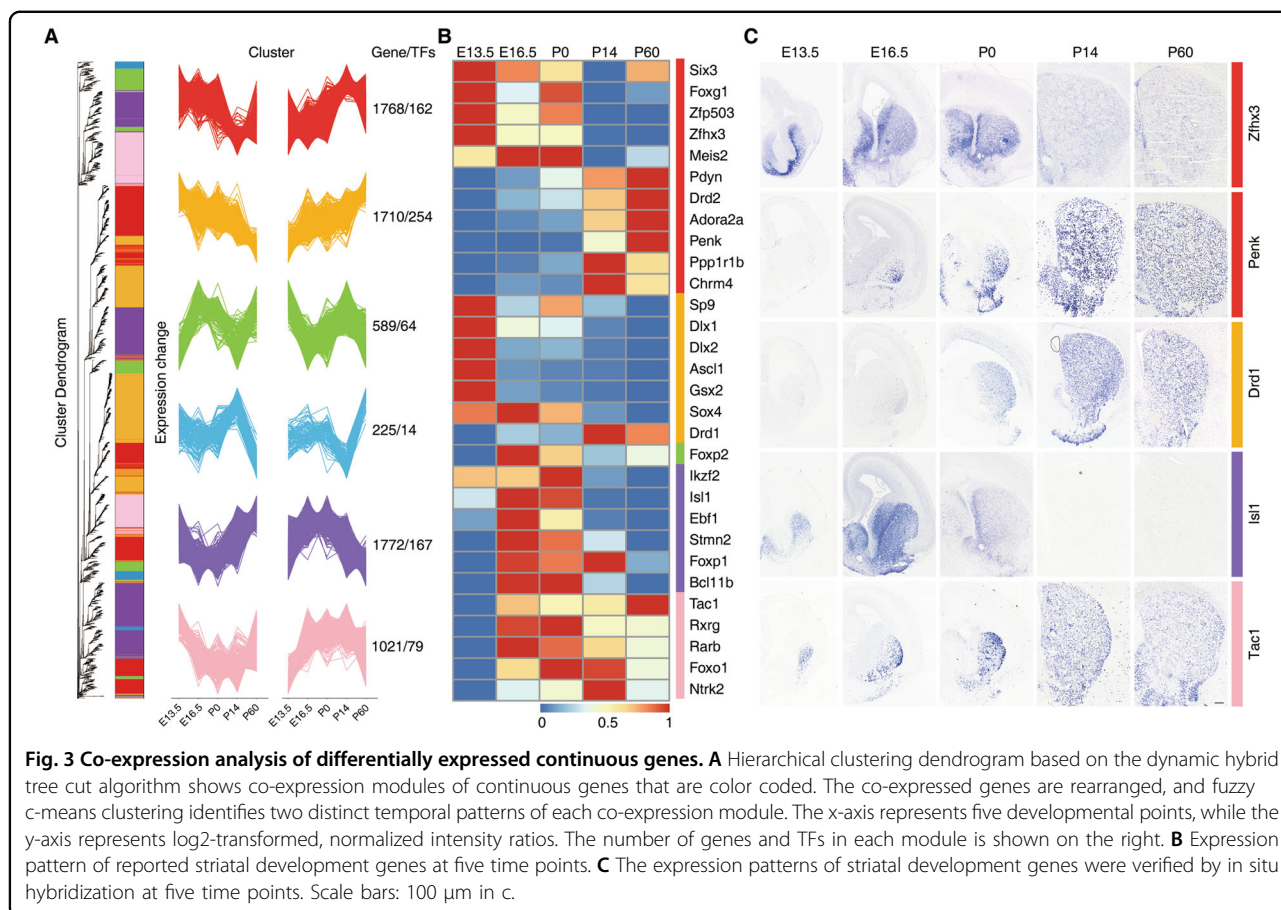 A
Cluster
Gene/TFs
Cluster Dendrogram
Expression change
1768/162
1710/254
589/64
225/14
1772/167
1021/79
E13.5 E16.5 P0 P14 P60
E13.5 E16.5 P0 P14 P60
B
E13.5 E16.5 P0 P14 P60
Six3
Foxg1
Zfp503
Zfhx3
Meis2
Pdyn
Drd2
Adora2a
Penk
Ppp1r1b
Chrm4
Sp9
Dlx1
Dlx2
Ascl1
Gsx2
Sox4
Drd1
Foxp2
Ikzf2
Isl1
Ebf1
Stmn2
Foxp1
Bcl11b
Tac1
Rxrg
Rarb
Foxo1
Ntrk2
0 0.5 1
C
E13.5 E16.5 P0 P14 P60
Zfhx3
Penk
Drd1
Isl1
Tac1
Fig. 3 Co-expression analysis of differentially expressed continuous genes. A Hierarchical clustering dendrogram based on the dynamic hybrid
tree cut algorithm shows co-expression modules of continuous genes that are color coded. The co-expressed genes are rearranged, and fuzzy
c-means clustering identifies two distinct temporal patterns of each co-expression module. The x-axis represents five developmental points, while the
y-axis represents log2-transformed, normalized intensity ratios. The number of genes and TFs in each module is shown on the right. B Expression
pattern of reported striatal development genes at five time points. C The expression patterns of striatal development genes were verified by in situ
hybridization at five time points. Scale bars: 100 μm in c.